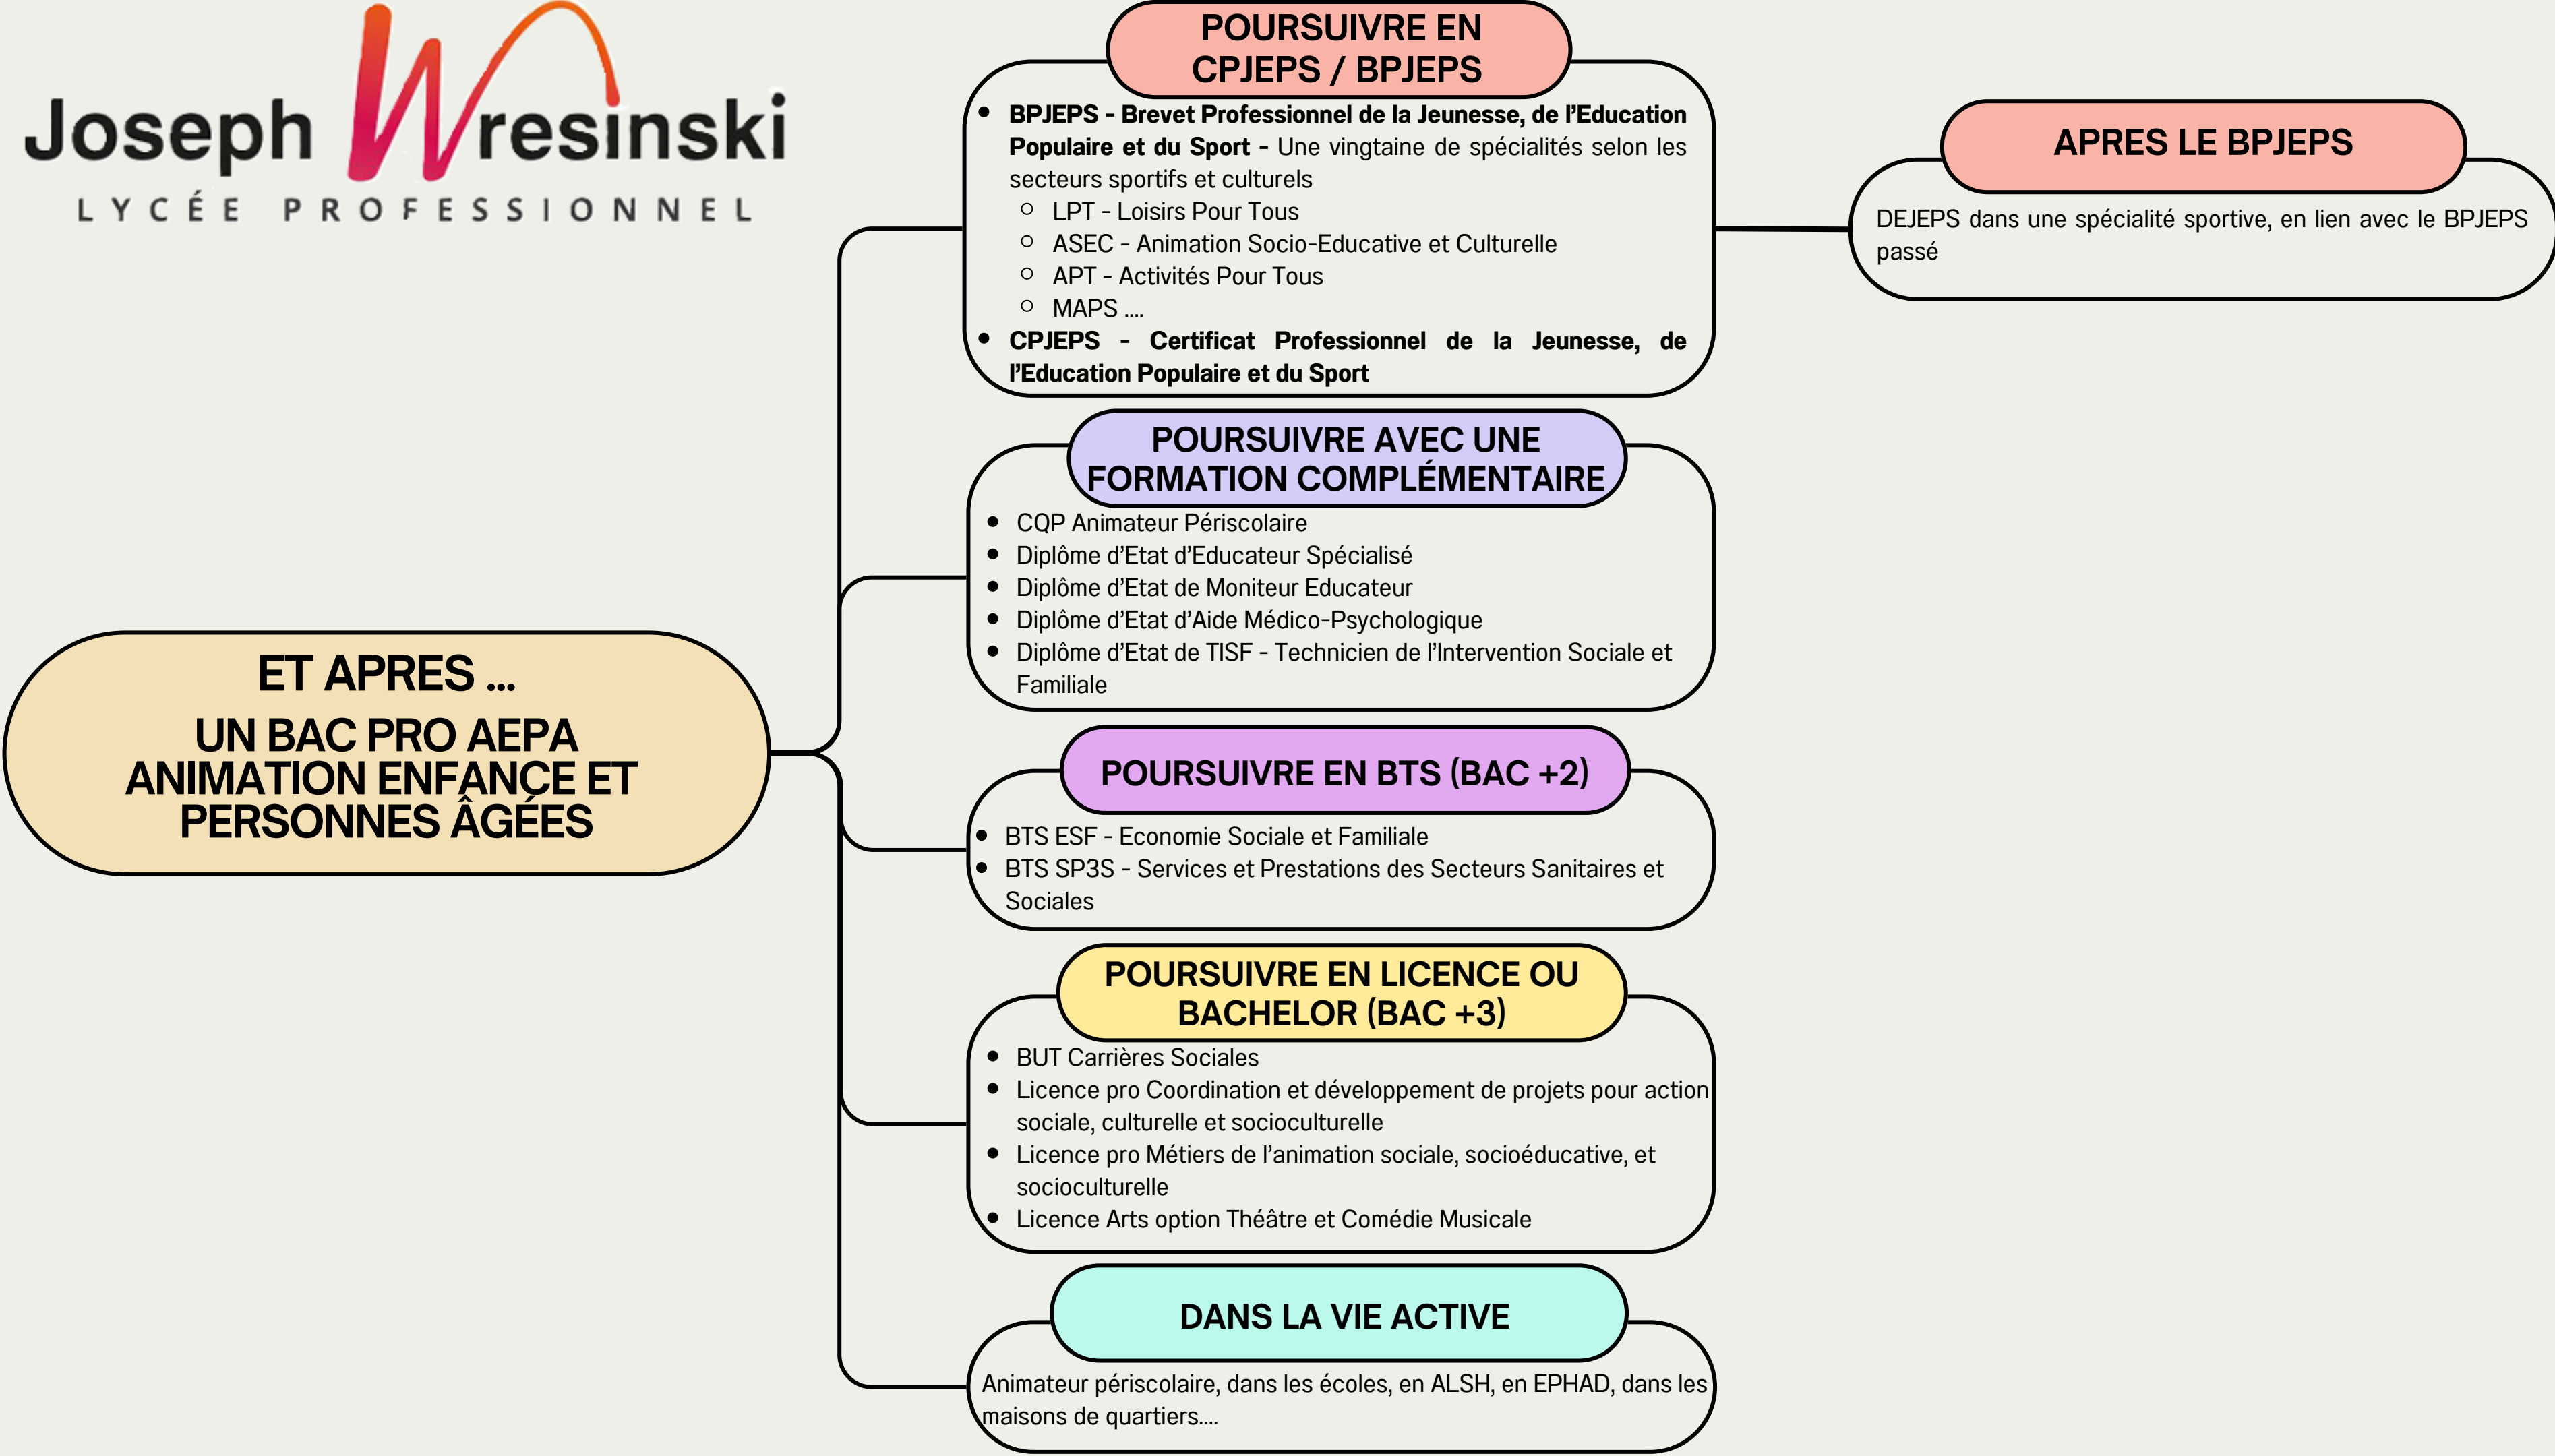 Joseph Wresinski
LYCÉE PROFESSIONNEL
ET APRES ...
UN BAC PRO AEPA
ANIMATION ENFANCE ET
PERSONNES ÂGÉES
POURSUIVRE EN
CPJEPS / BPJEPS
• BPJEPS - Brevet Professionnel de la Jeunesse, de l’Education
Populaire et du Sport - Une vingtaine de spécialités selon les
secteurs sportifs et culturels
○ LPT - Loisirs Pour Tous
○ ASEC - Animation Socio-Educative et Culturelle
○ APT - Activités Pour Tous
○ MAPS ....
• CPJEPS - Certificat Professionnel de la Jeunesse, de
l’Education Populaire et du Sport
APRES LE BPJEPS
DEJEPS dans une spécialité sportive, en lien avec le BPJEPS
passé
POURSUIVRE AVEC UNE
FORMATION COMPLÉMENTAIRE
• CQP Animateur Périscolaire
• Diplôme d’Etat d’Educateur Spécialisé
• Diplôme d’Etat de Moniteur Educateur
• Diplôme d’Etat d’Aide Médico-Psychologique
• Diplôme d’Etat de TISF - Technicien de l’Intervention Sociale et
Familiale
POURSUIVRE EN BTS (BAC +2)
• BTS ESF - Economie Sociale et Familiale
• BTS SP3S - Services et Prestations des Secteurs Sanitaires et
Sociales
POURSUIVRE EN LICENCE OU
BACHELOR (BAC +3)
• BUT Carrières Sociales
• Licence pro Coordination et développement de projets pour action
sociale, culturelle et socioculturelle
• Licence pro Métiers de l’animation sociale, socioéducative, et
socioculturelle
• Licence Arts option Théâtre et Comédie Musicale
DANS LA VIE ACTIVE
Animateur périscolaire, dans les écoles, en ALSH, en EPHAD, dans les
maisons de quartiers....